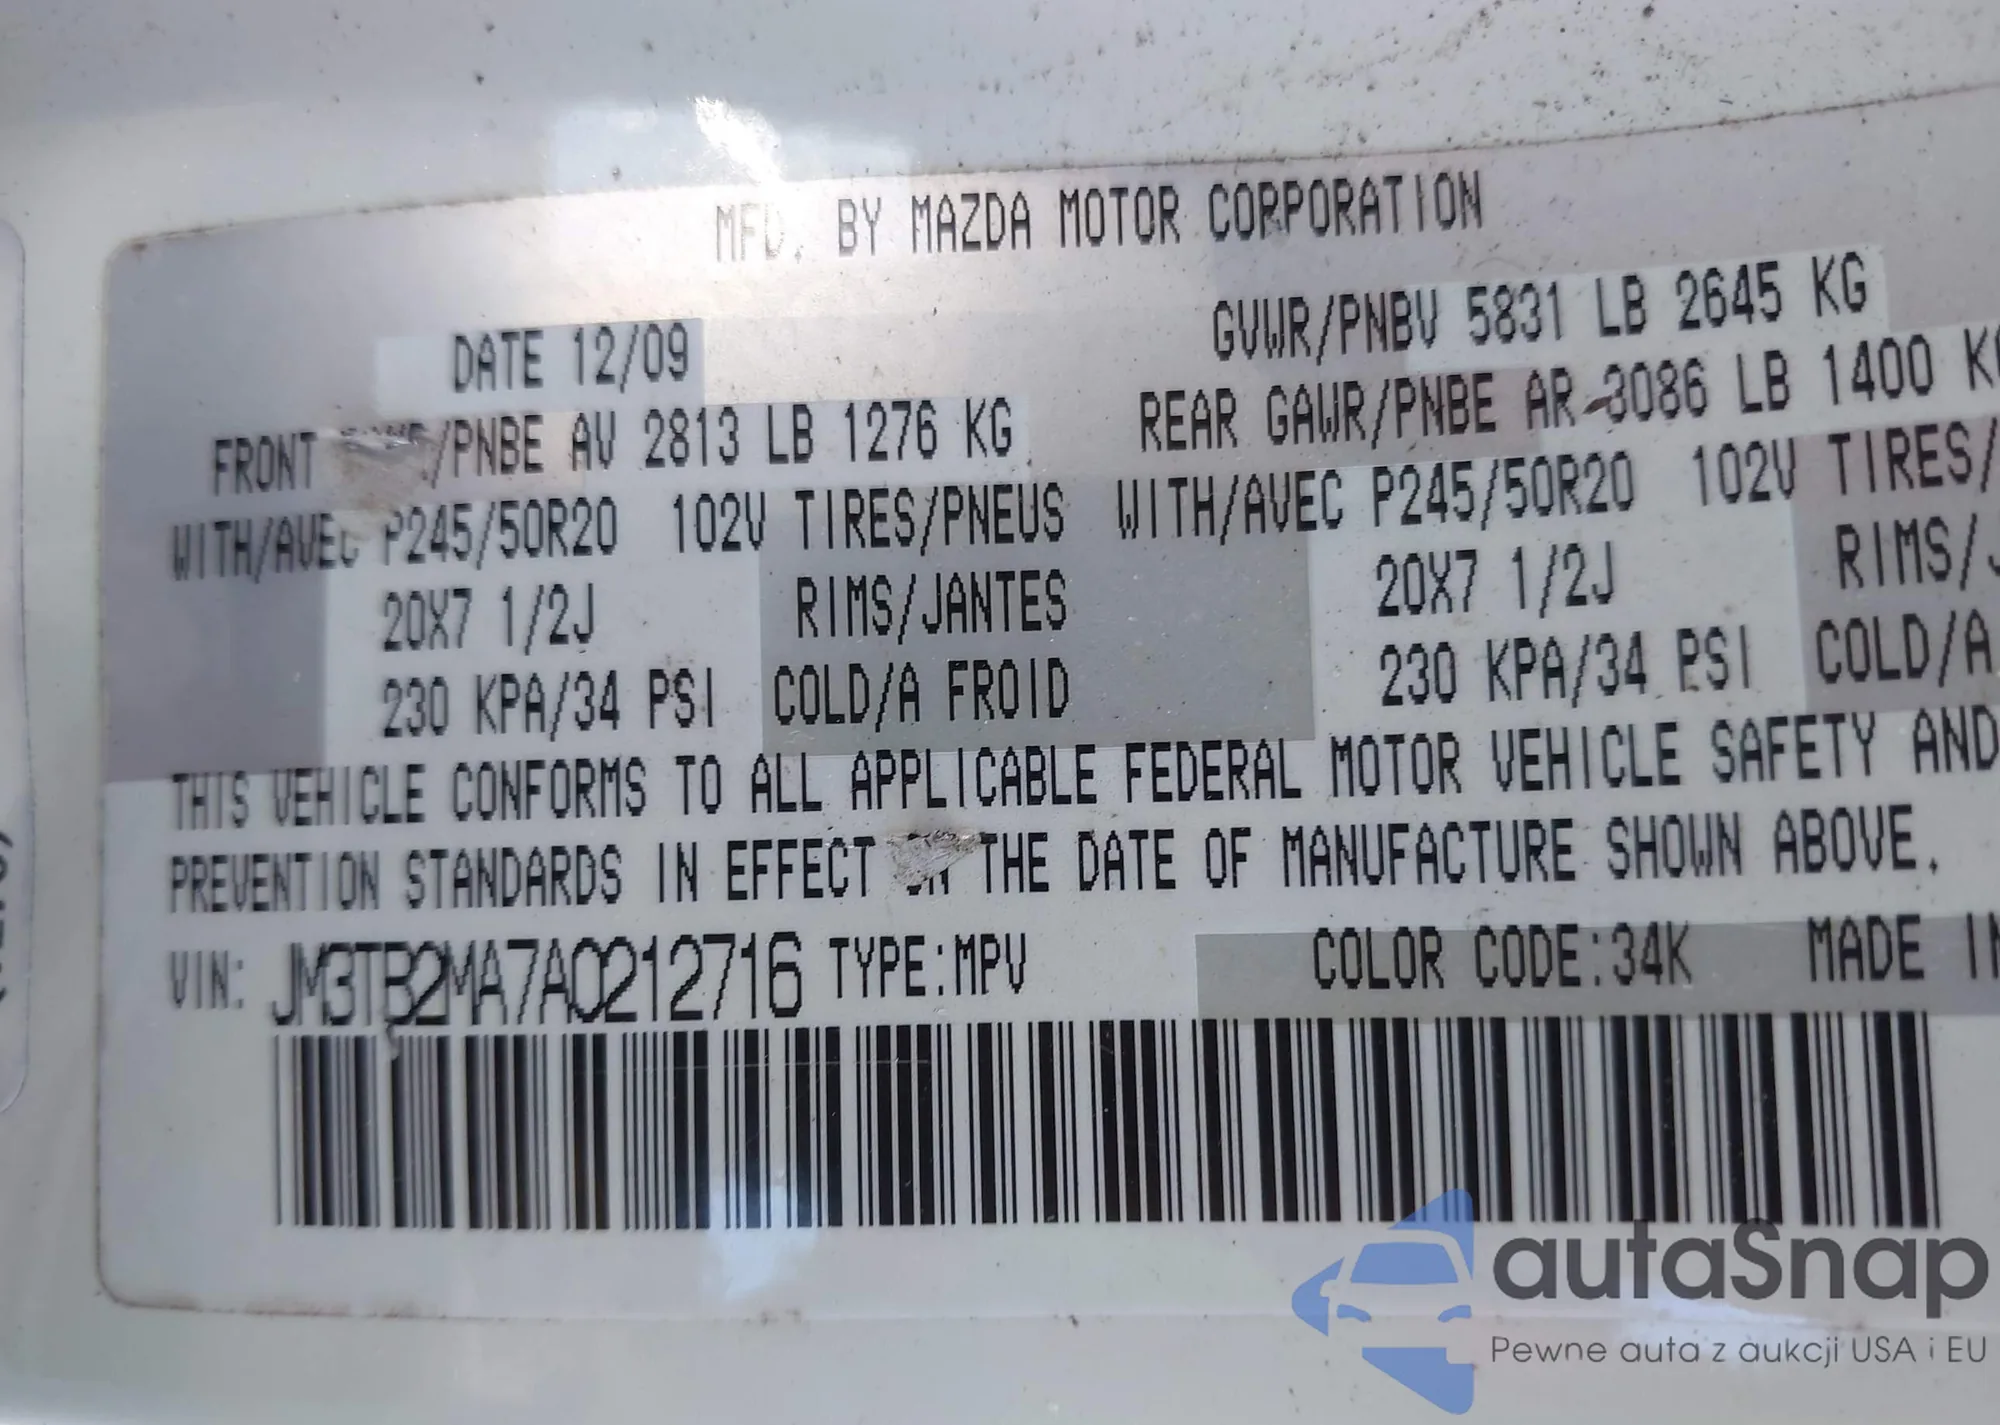 MFD. BY MAZDA MOTOR CORPORATION
DATE 12/09 GVWR/PNBV 5831 LB 2645 KG
FRONT /PNBE AV 2813 LB 1276 KG REAR GAWR/PNBE AR 3086 LB 1400 KG
WITH/AVEC P245/50R20 102V TIRES/PNEUS WITH/AVEC P245/50R20 102V TIRES/
20X7 1/2J RIMS/JANTES 20X7 1/2J RIMS/J
230 KPA/34 PSI COLD/A FROID 230 KPA/34 PSI COLD/A
THIS VEHICLE CONFORMS TO ALL APPLICABLE FEDERAL MOTOR VEHICLE SAFETY AND
PREVENTION STANDARDS IN EFFECT ON THE DATE OF MANUFACTURE SHOWN ABOVE.
VIN: JM3TB2MA7A0212716 TYPE:MPV COLOR CODE:34K MADE IN
autaSnap
Pewne auta z aukcji USA i EU